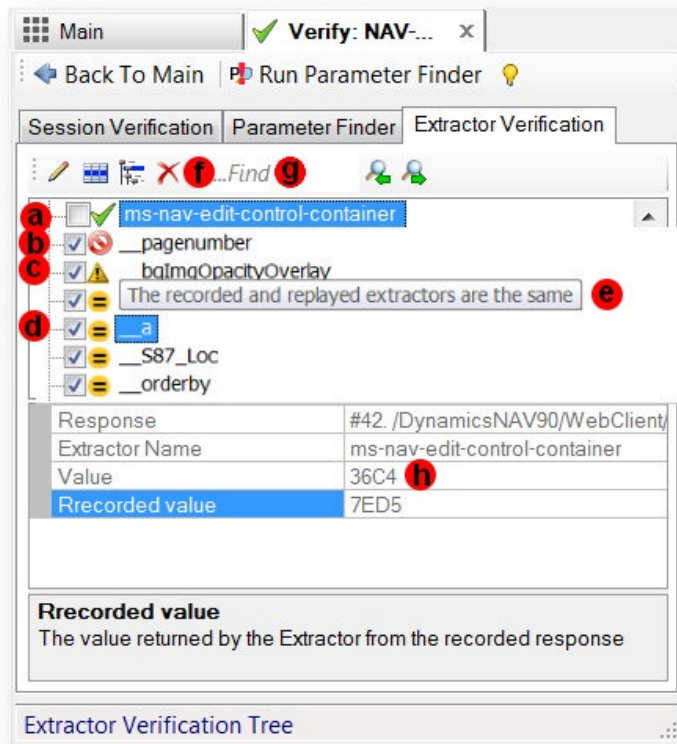 Main Verify: NAV-... x
Back To Main Run Parameter Finder
Session Verification Parameter Finder Extractor Verification
f ...Find g
a ms-nav-edit-control-container
b __pagenumber
c __bgImgOpacityOverlay
The recorded and replayed extractors are the same e
d __a
__S87_Loc
__orderby
Response #42. /DynamicsNAV90/WebClient/
Extractor Name ms-nav-edit-control-container
Value 36C4 h
Rrecorded value 7ED5
Rrecorded value
The value returned by the Extractor from the recorded response
Extractor Verification Tree